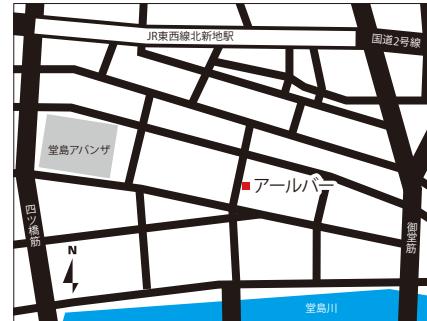 JR東西線北新地駅
国道2号線
堂島アバンザ
アールバー
四ツ橋筋
御堂筋
N
堂島川